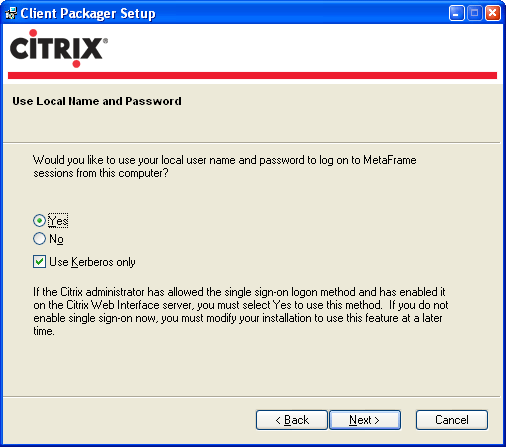 Client Packager Setup
CITRIX®
Use Local Name and Password
Would you like to use your local user name and password to log on to MetaFrame
sessions from this computer?
Yes
No
Use Kerberos only
If the Citrix administrator has allowed the single sign-on logon method and has enabled it
on the Citrix Web Interface server, you must select Yes to use this method. If you do not
enable single sign-on now, you must modify your installation to use this feature at a later
time.
< Back
Next >
Cancel